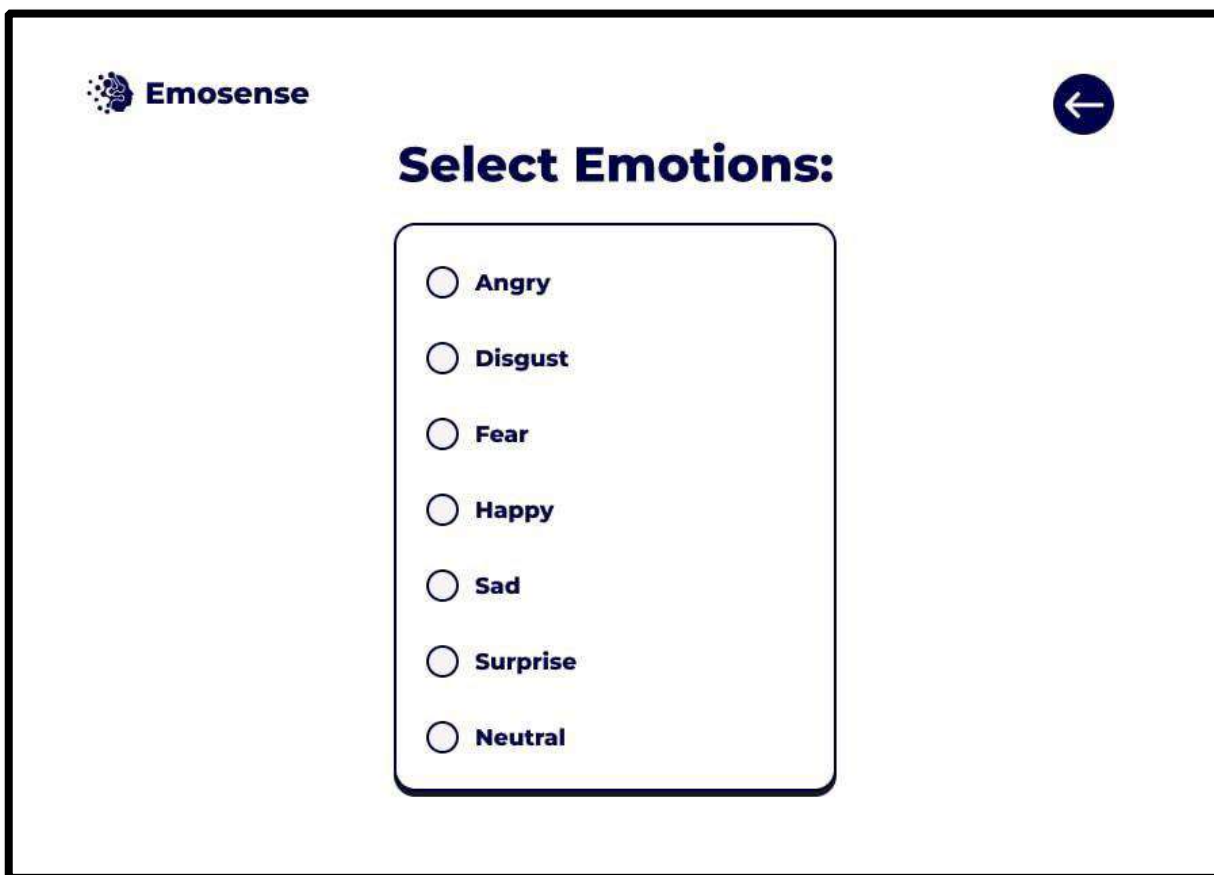 Emosense
Select Emotions:
Angry
Disgust
Fear
Happy
Sad
Surprise
Neutral